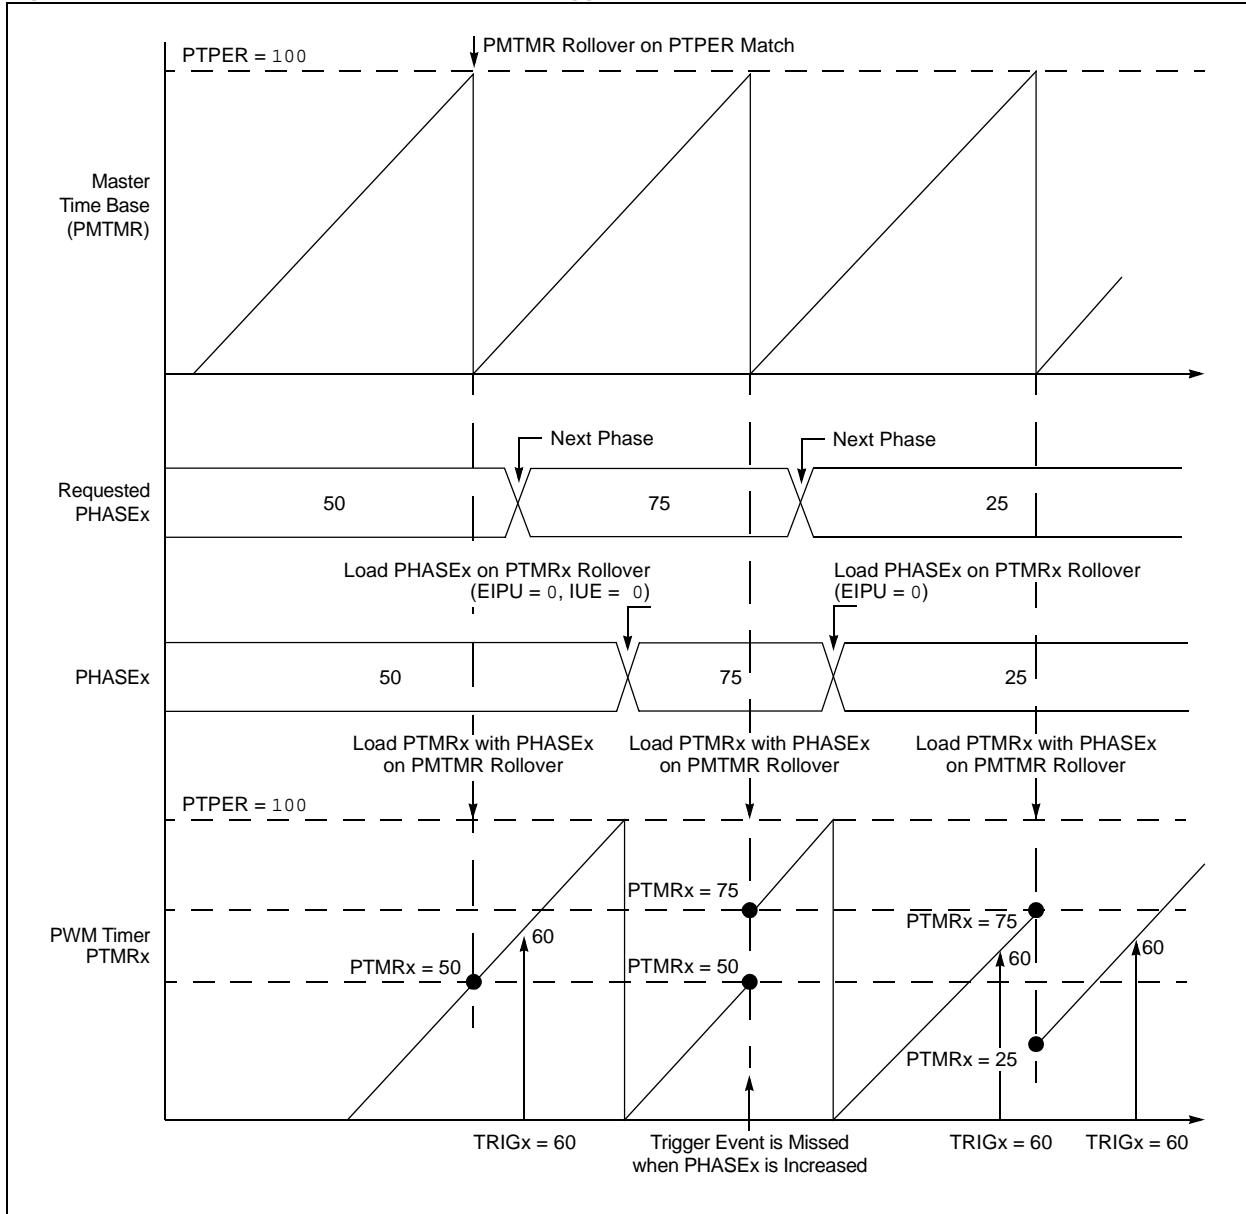 PMTMR Rollover on PTPER Match
PTPER = 100
Master
Time Base
(PMTMR)
Next Phase
Next Phase
Requested
PHASEx
50
75
25
Load PHASEx on PTMRx Rollover
(EIPU = 0, IUE = 0)
Load PHASEx on PTMRx Rollover
(EIPU = 0)
PHASEx
50
75
25
Load PTMRx with PHASEx
on PMTMR Rollover
Load PTMRx with PHASEx
on PMTMR Rollover
Load PTMRx with PHASEx
on PMTMR Rollover
PTPER = 100
PWM Timer
PTMRx
PTMRx = 50
60
PTMRx = 75
PTMRx = 50
PTMRx = 75
60
60
PTMRx = 25
TRIGx = 60
Trigger Event is Missed
when PHASEx is Increased
TRIGx = 60
TRIGx = 60